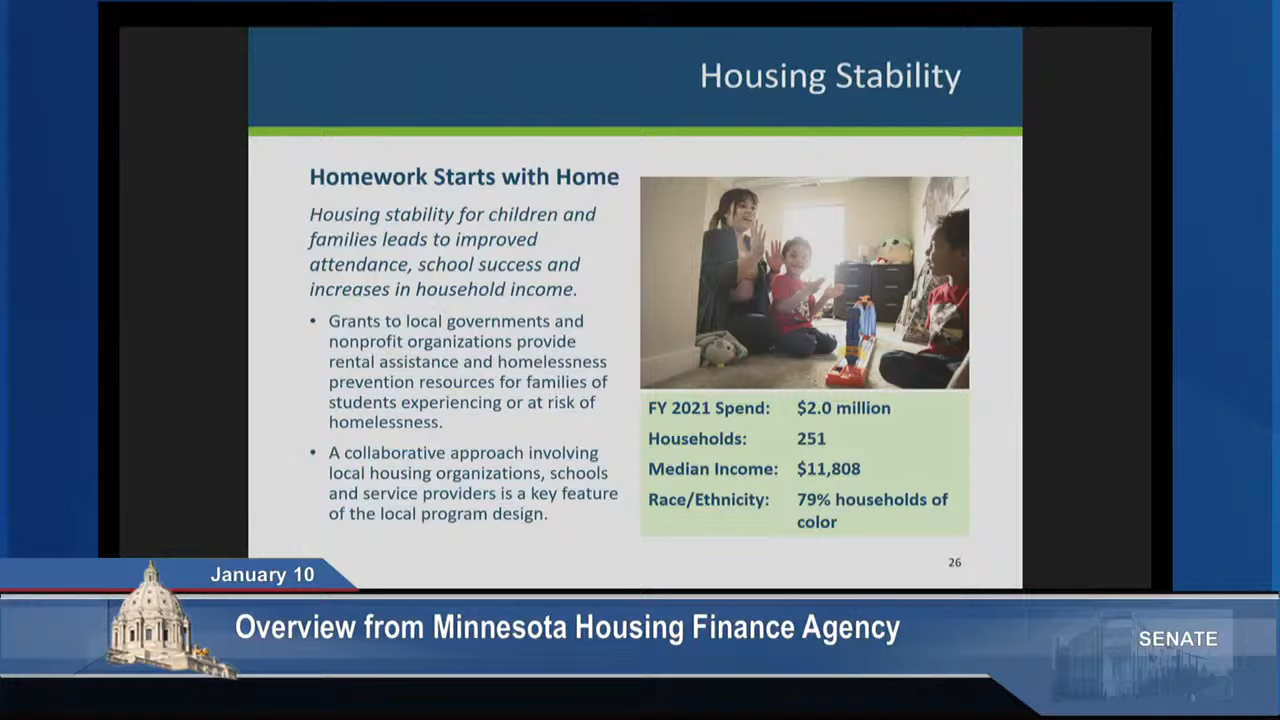 Housing Stability
Homework Starts with Home
Housing stability for children and
families leads to improved
attendance, school success and
increases in household income.
• Grants to local governments and
nonprofit organizations provide
rental assistance and homelessness
prevention resources for families of
students experiencing or at risk of
homelessness.
• A collaborative approach involving
local housing organizations, schools
and service providers is a key feature
of the local program design.
FY 2021 Spend: $2.0 million
Households: 251
Median Income: $11,808
Race/Ethnicity: 79% households of
color
26
January 10
Overview from Minnesota Housing Finance Agency
SENATE